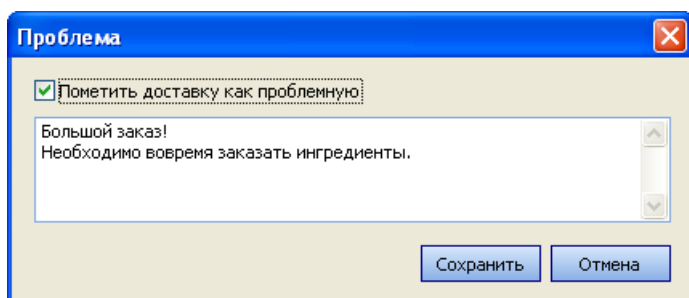 Проблема
Пометить доставку как проблемную
Большой заказ!
Необходимо вовремя заказать ингредиенты.
Сохранить Отмена